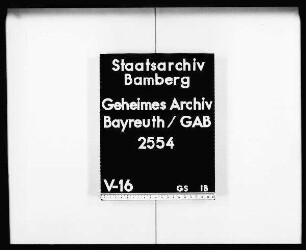 Staatsarchiv
Bamberg
Geheimes Archiv
Bayreuth / GAB
2554
V-16 GS IB